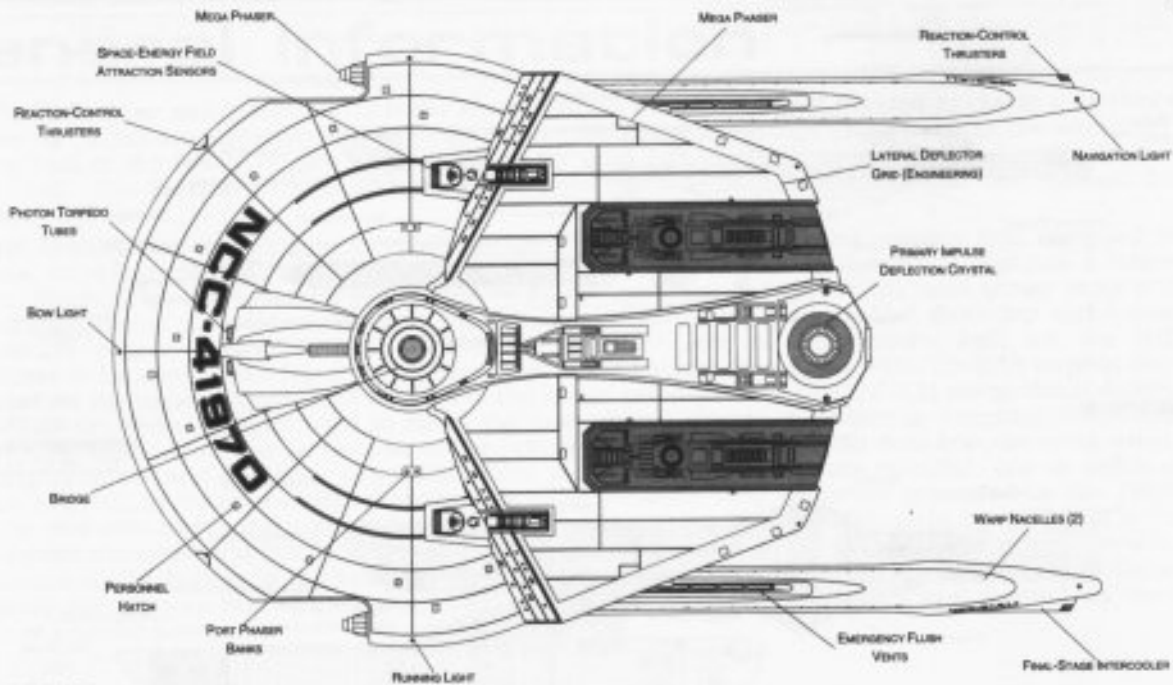 MEGA PHASER
MEGA PHASER
REACTION-CONTROL
THRUSTERS
SPACE-ENERGY FIELD
ATTRACTION SENSORS
REACTION-CONTROL
THRUSTERS
LATERAL DEFLECTOR
GRID (ENGINEERING)
NAVIGATION LIGHT
PHOTON TORPEDO
TUBES
PRIMARY IMPULSE
DEFLECTION CRYSTAL
BOW LIGHT
NCC-41970
BRIDGE
WARP NACELLES (2)
PERSONNEL
HATCH
PORT PHASER
BANKS
EMERGENCY FLUSH
VENTS
RUNNING LIGHT
FINAL-STAGE INTERCOOLER